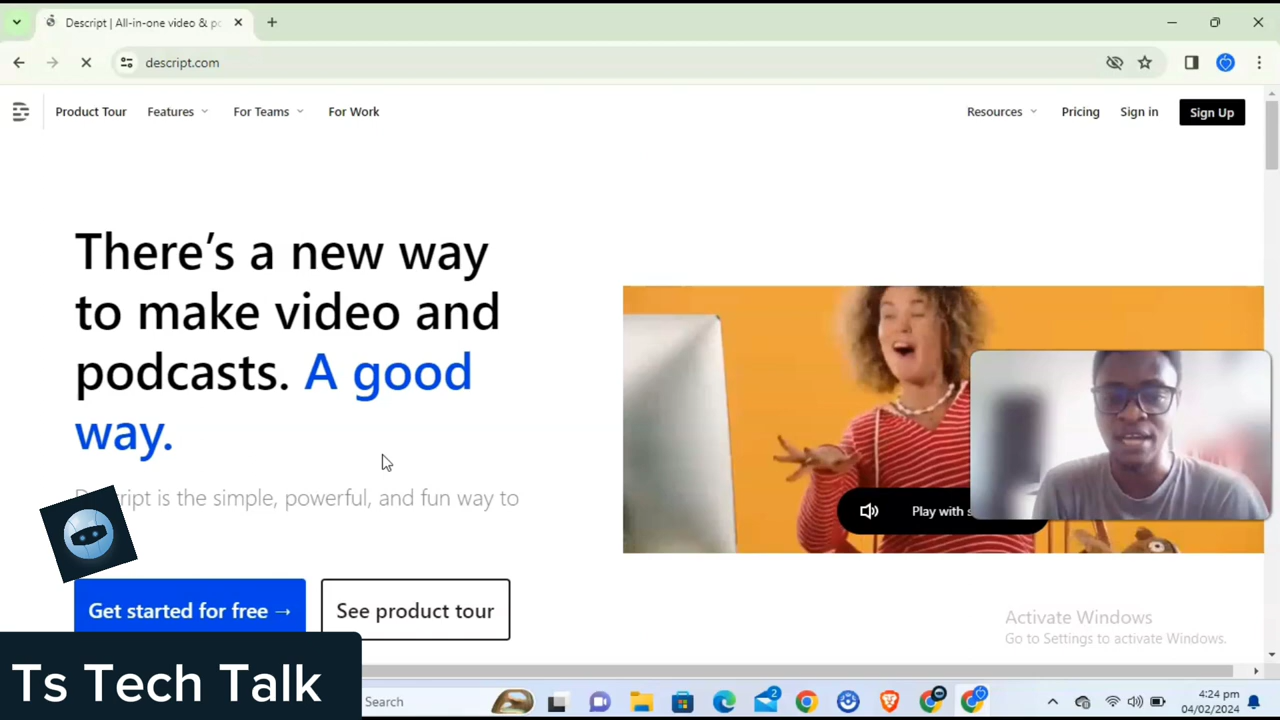 Descript | All-in-one video & po
descript.com
Product Tour Features For Teams For Work Resources Pricing Sign in Sign Up
There's a new way
to make video and
podcasts. A good
way.
Descript is the simple, powerful, and fun way to
Play with
Get started for free → See product tour
Activate Windows
Go to Settings to activate Windows.
Ts Tech Talk
Search
2
4:24 pm
04/02/2024